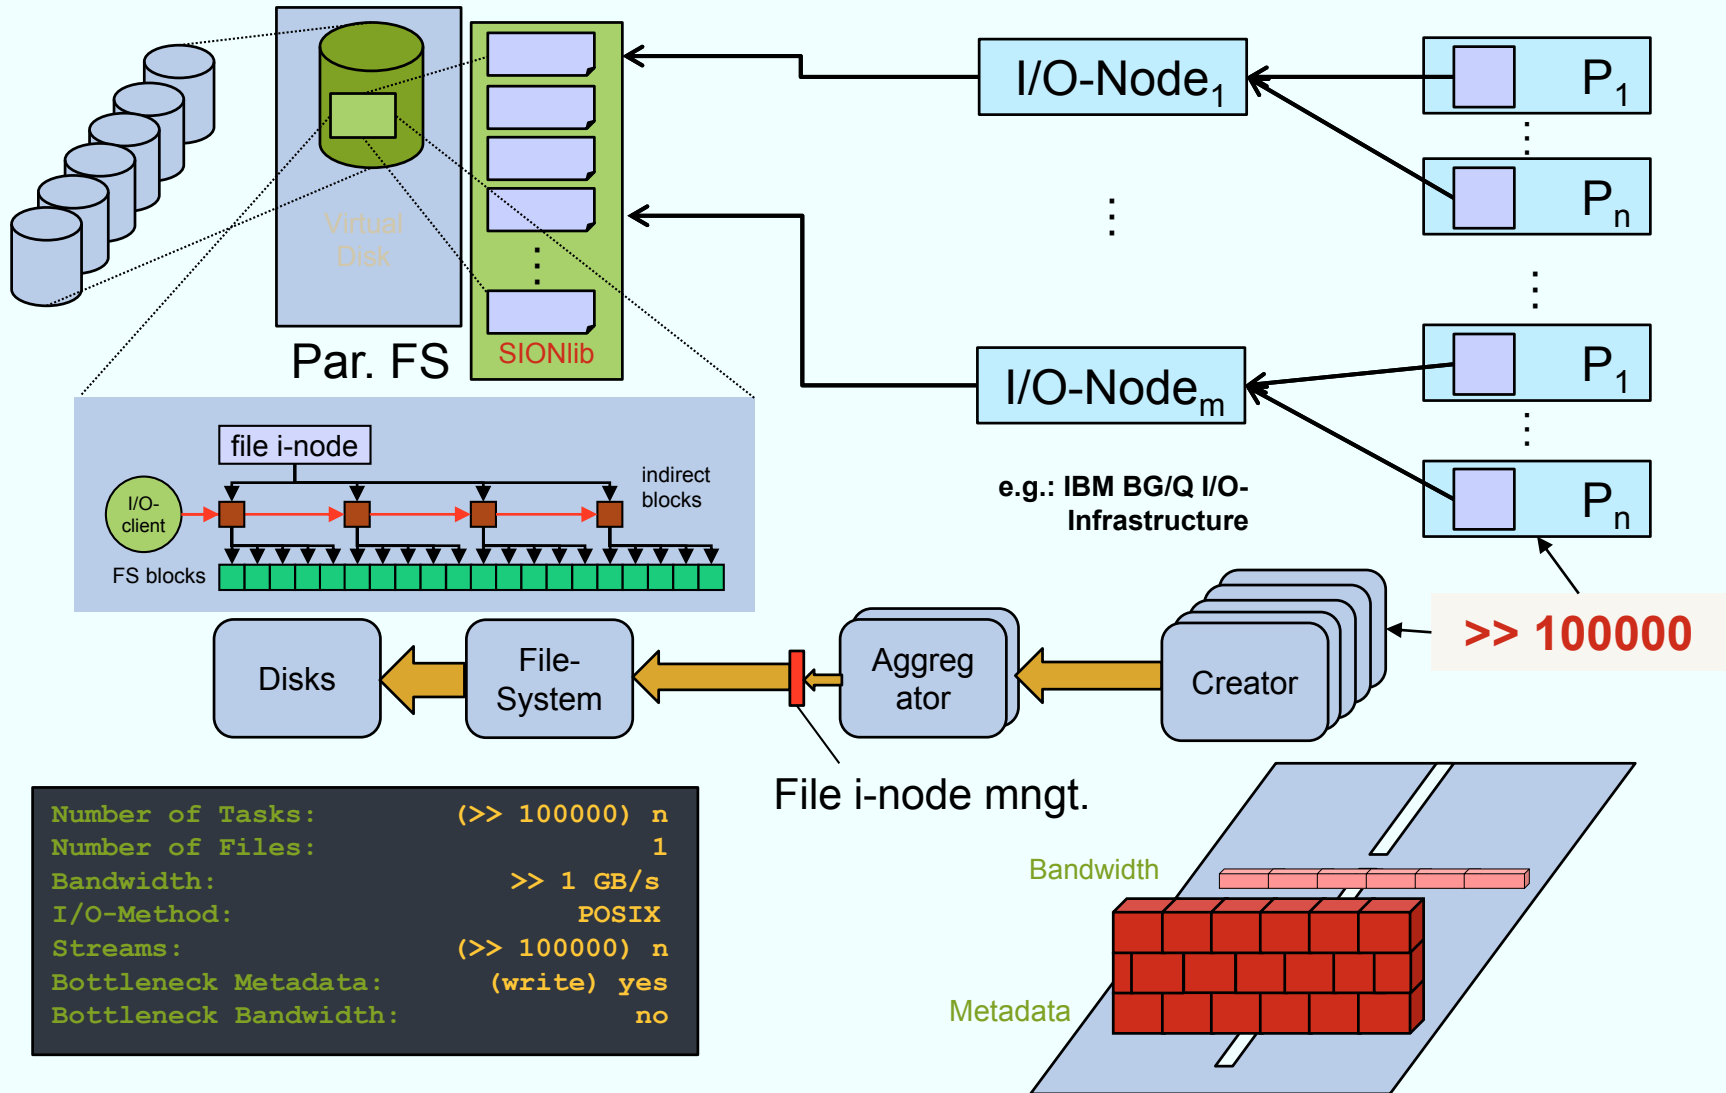 I/O-Node1
P1
Pn
Virtual
Disk
Par. FS
SIONlib
I/O-Nodem
P1
Pn
e.g.: IBM BG/Q I/O-
Infrastructure
file i-node
indirect
blocks
I/O-
client
FS blocks
>> 100000
Disks
File-
System
Aggreg
ator
Creator
File i-node mngt.
Number of Tasks: (>> 100000) n
Number of Files: 1
Bandwidth: >> 1 GB/s
I/O-Method: POSIX
Streams: (>> 100000) n
Bottleneck Metadata: (write) yes
Bottleneck Bandwidth: no
Bandwidth
Metadata